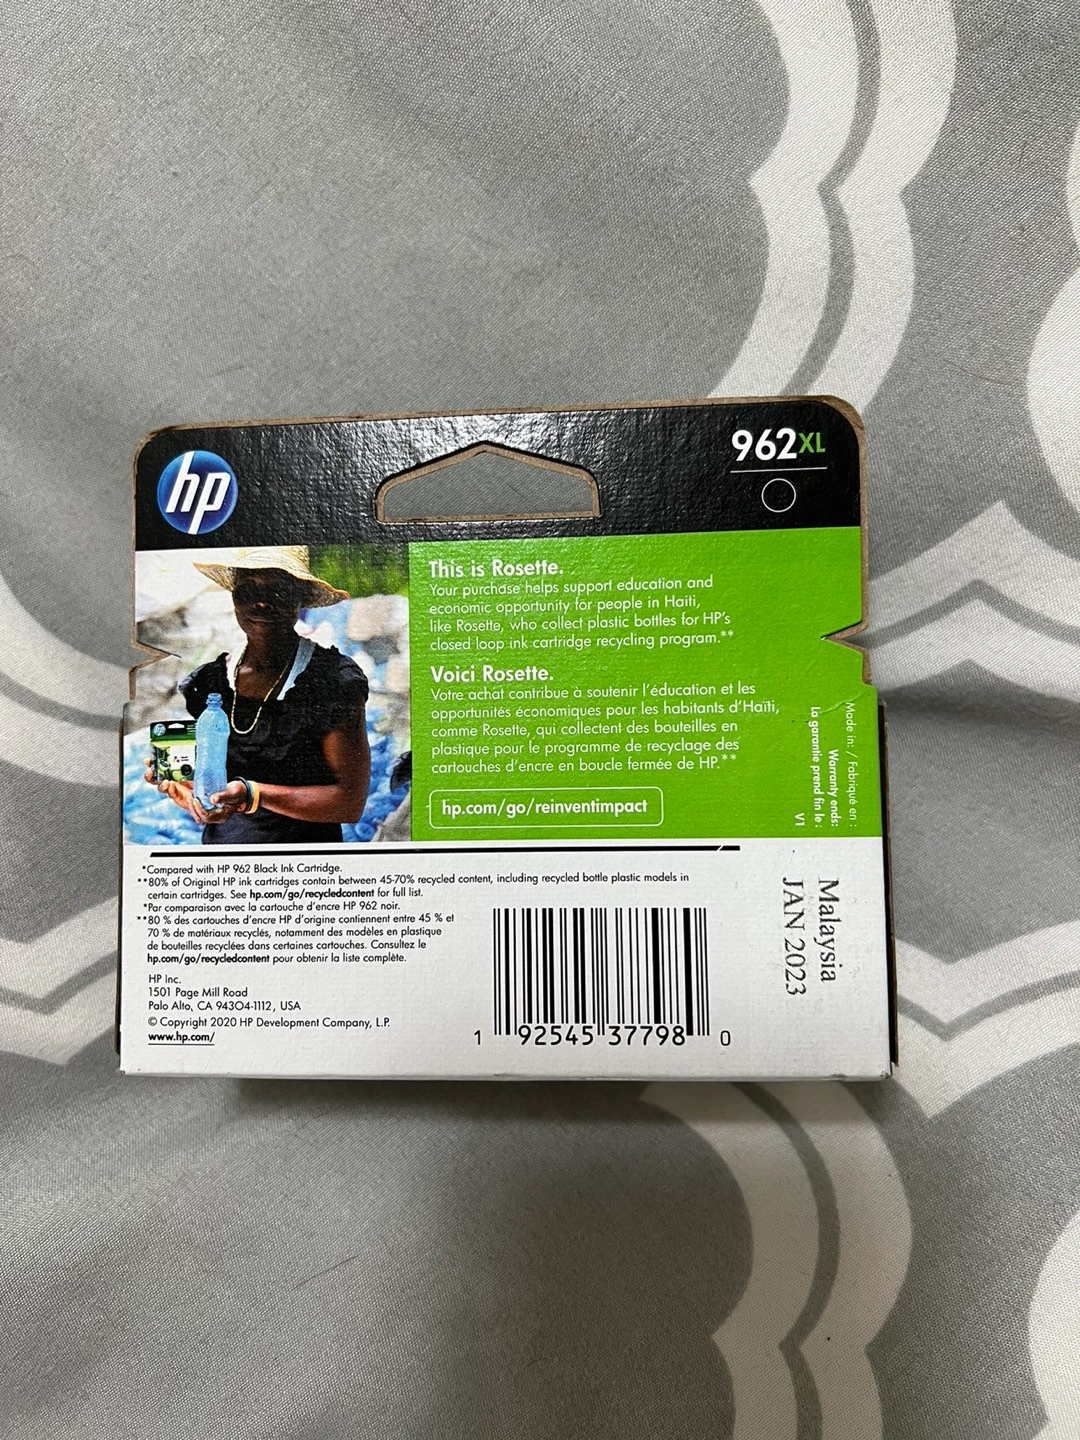 hp
962XL
This is Rosette.
Your purchase helps support education and
economic opportunity for people in Haiti,
like Rosette, who collect plastic bottles for HP's
closed loop ink cartridge recycling program.**
Voici Rosette.
Votre achat contribue à soutenir l'éducation et les
opportunités économiques pour les habitants d'Haïti,
comme Rosette, qui collectent des bouteilles en
plastique pour le programme de recyclage des
cartouches d'encre en boucle fermée de HP.**
hp.com/go/reinventimpact
Made in: / Fabriqué en :
Warranty ends:
La garantie prend fin le :
V1
Malaysia
JAN 2023
*Compared with HP 962 Black Ink Cartridge.
**80% of Original HP ink cartridges contain between 45-70% recycled content, including recycled bottle plastic models in
certain cartridges. See hp.com/go/recycledcontent for full list.
*Par comparaison avec la cartouche d'encre HP 962 noir.
**80 % des cartouches d'encre HP d'origine contiennent entre 45 % et
70 % de matériaux recyclés, notamment des modèles en plastique
de bouteilles recyclées dans certaines cartouches. Consultez le
hp.com/go/recycledcontent pour obtenir la liste complète.
HP Inc.
1501 Page Mill Road
Palo Alto, CA 94304-1112, USA
© Copyright 2020 HP Development Company, L.P.
www.hp.com/
1 92545 37798 0